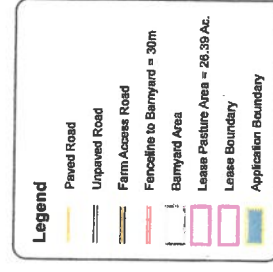 Legend
Paved Road
Unpaved Road
Farm Access Road
Fenceline to Barnyard = 30m
Barnyard Area
Lease Pasture Area = 26.39 Ac.
Lease Boundary
Application Boundary